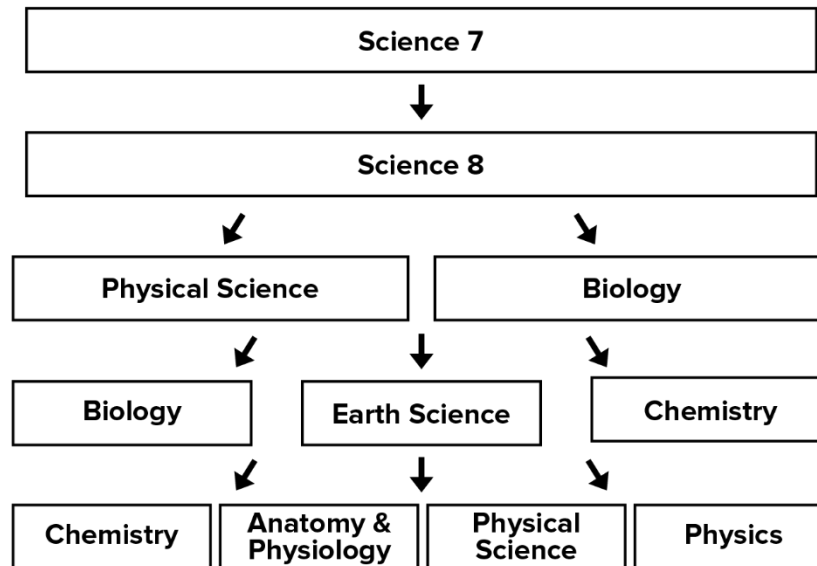 Science 7
Science 8
Physical Science
Biology
Biology
Earth Science
Chemistry
Chemistry
Anatomy &
Physiology
Physical
Science
Physics